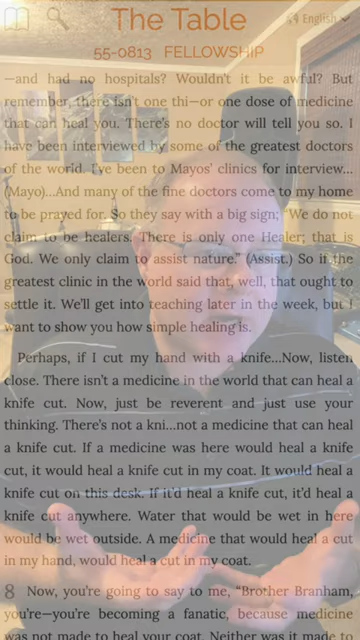 The Table
English
55-0813 FELLOWSHIP
—and had no hospitals? Wouldn't it be awful? But
remember, there isn't one thi—or one dose of medicine
that can heal you. There's no doctor will tell you so. I
have been interviewed by some of the greatest doctors
of the world. I've been to Mayos' clinics for interview...
(Mayo)...And many of the fine doctors come to my home
to be prayed for. So they say with a big sign; "We do not
claim to be healers. There is only one Healer; that is
God. We only claim to assist nature." (Assist.) So if the
greatest clinic in the world said that, well, that ought to
settle it. We'll get into teaching later in the week, but I
want to show you how simple healing is.
Perhaps, if I cut my hand with a knife...Now, listen
close. There isn't a medicine in the world that can heal a
knife cut. Now, just be reverent and just use your
thinking. There's not a kni...not a medicine that can heal
a knife cut. If a medicine was here would heal a knife
cut, it would heal a knife cut in my coat. It would heal a
knife cut on this desk. If it'd heal a knife cut, it'd heal a
knife cut anywhere. Water that would be wet in here
would be wet outside. A medicine that would heal a cut
in my hand, would heal a cut in my coat.
8 Now, you're going to say to me, "Brother Branham,
you're—you're becoming a fanatic, because medicine
was not made to heal your coat. Neither was it made to